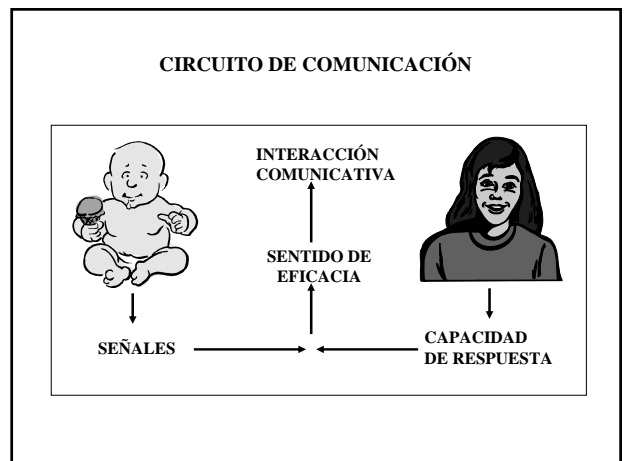 CIRCUITO DE COMUNICACIÓN
INTERACCIÓN
COMUNICATIVA
SENTIDO DE
EFICACIA
SEÑALES
CAPACIDAD
DE RESPUESTA